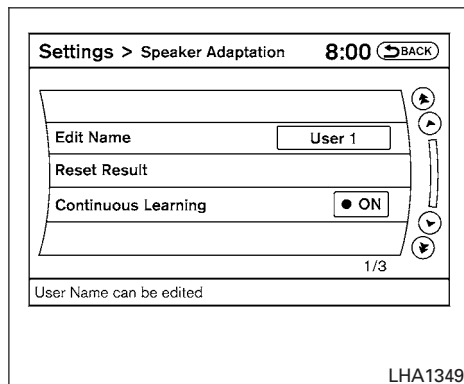 Settings > Speaker Adaptation 8:00 BACK
Edit Name User 1
Reset Result
Continuous Learning ON
1/3
User Name can be edited
LHA1349